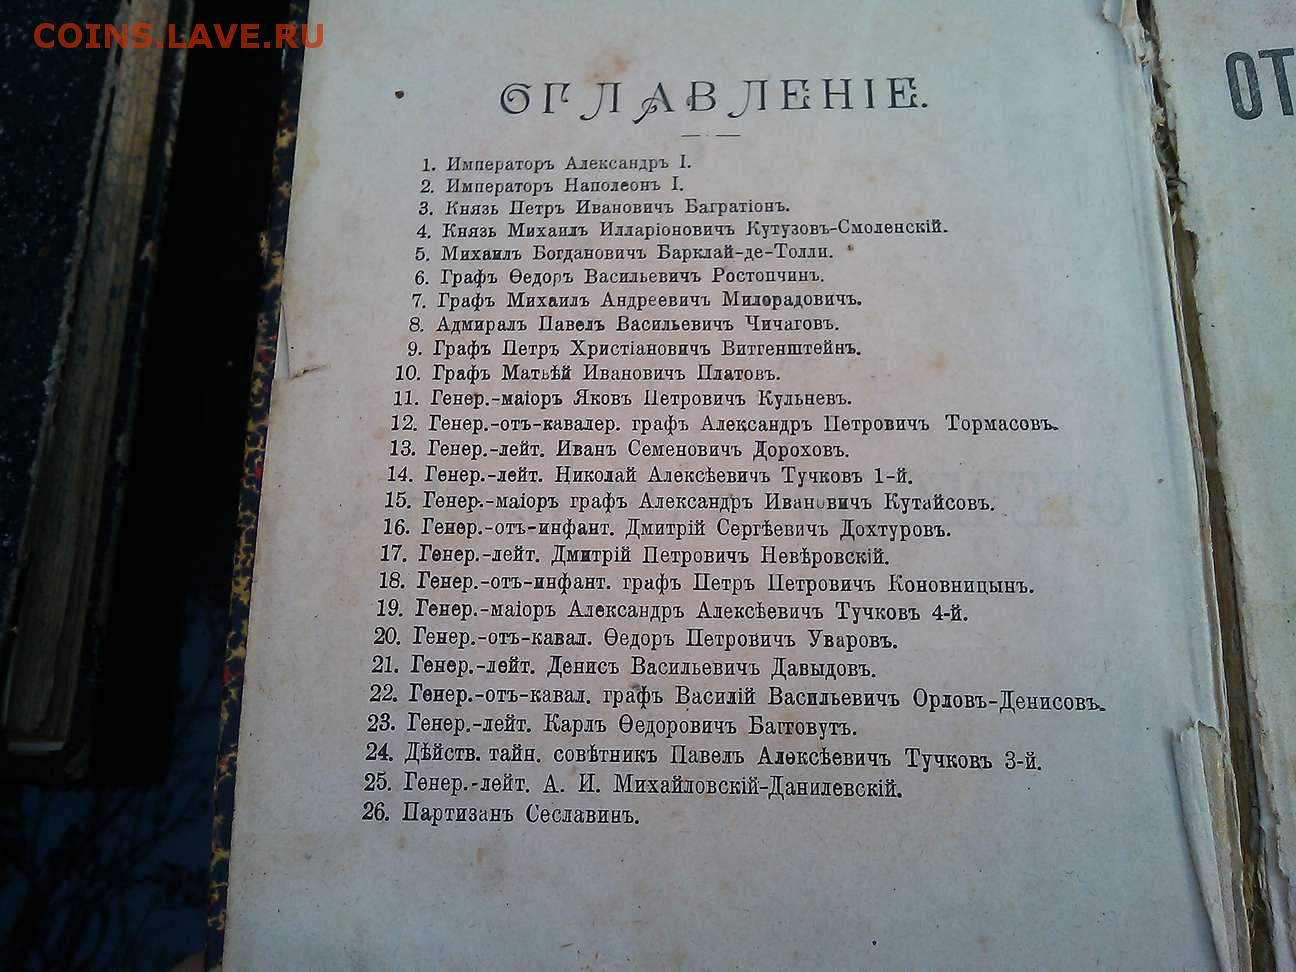 COINS.LAVE.RU
ОТ
ОГЛАВЛЕНІЕ.
1. Императоръ Александръ I.
2. Императоръ Наполеонъ I.
3. Князь Петръ Ивановичъ Багратіонъ.
4. Князь Михаилъ Илларіоновичъ Кутузовъ-Смоленскій.
5. Михаилъ Богдановичъ Барклай-де-Толли.
6. Графъ Ѳедоръ Васильевичъ Ростопчинъ.
7. Графъ Михаилъ Андреевичъ Милорадовичъ.
8. Адмиралъ Павелъ Васильевичъ Чичаговъ.
9. Графъ Петръ Христіановичъ Витгенштейнъ.
10. Графъ Матвѣй Ивановичъ Платовъ.
11. Генер.-маіоръ Яковъ Петровичъ Кульневъ.
12. Генер.-отъ-кавалер. графъ Александръ Петровичъ Тормасовъ.
13. Генер.-лейт. Иванъ Семеновичъ Дороховъ.
14. Генер.-лейт. Николай Алексѣевичъ Тучковъ 1-й.
15. Генер.-маіоръ графъ Александръ Ивановичъ Кутайсовъ.
16. Генер.-отъ-инфант. Дмитрій Сергѣевичъ Дохтуровъ.
17. Генер.-лейт. Дмитрій Петровичъ Невѣровскій.
18. Генер.-отъ-инфант. графъ Петръ Петровичъ Коновницынъ.
19. Генер.-маіоръ Александръ Алексѣевичъ Тучковъ 4-й.
20. Генер.-отъ-кавал. Ѳедоръ Петровичъ Уваровъ.
21. Генер.-лейт. Денисъ Васильевичъ Давыдовъ.
22. Генер.-отъ-кавал. графъ Василій Васильевичъ Орловъ-Денисовъ.
23. Генер.-лейт. Карлъ Ѳедоровичъ Багговутъ.
24. Дѣйств. тайн. совѣтникъ Павелъ Алексѣевичъ Тучковъ 3-й.
25. Генер.-лейт. А. И. Михайловскій-Данилевскій.
26. Партизанъ Сеславинъ.